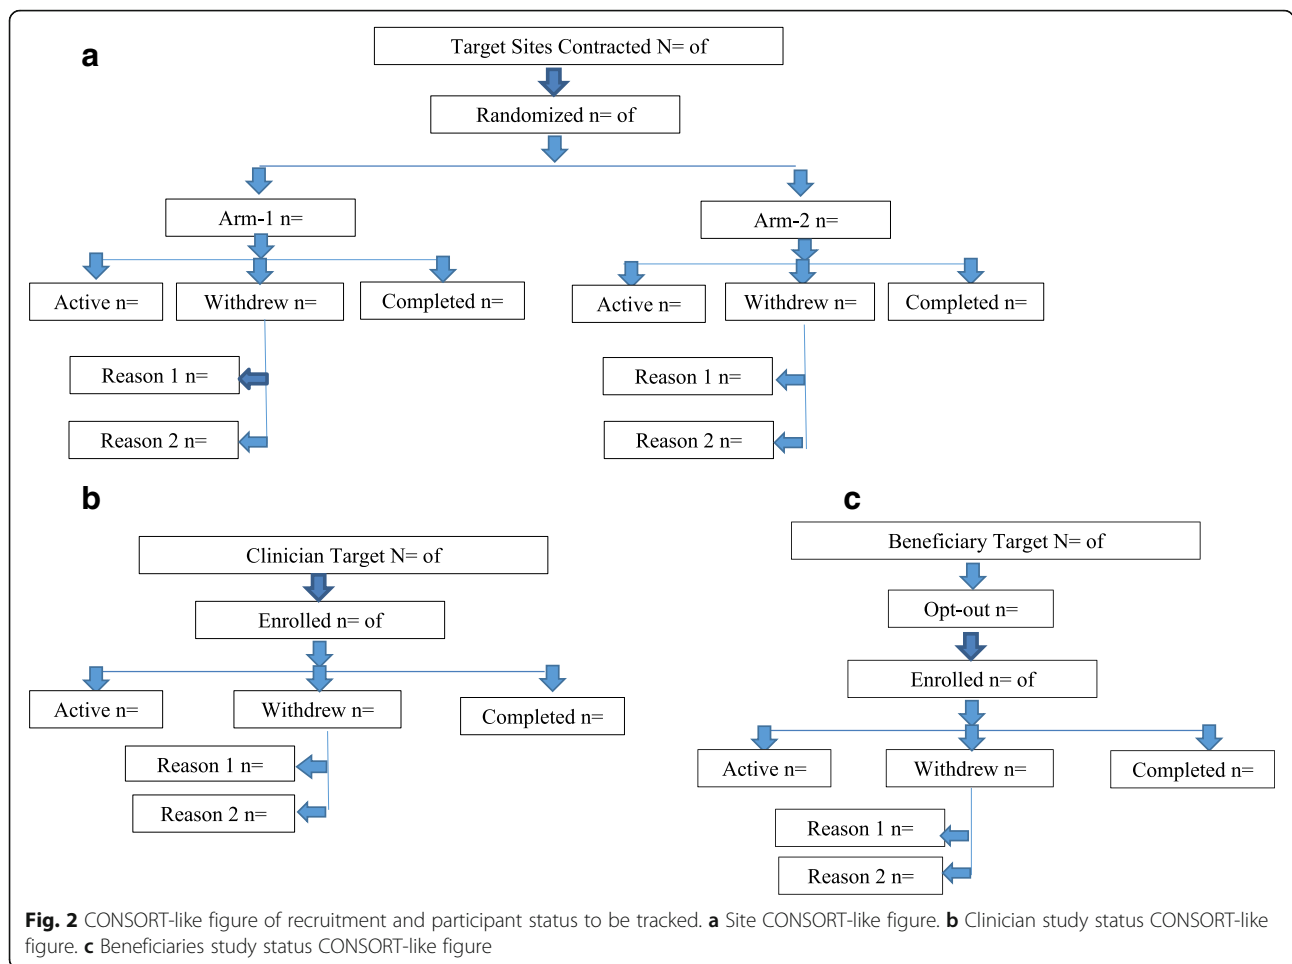 a
Target Sites Contracted N= of
Randomized n= of
Arm-1 n=
Arm-2 n=
Active n=
Withdrew n=
Completed n=
Active n=
Withdrew n=
Completed n=
Reason 1 n=
Reason 1 n=
Reason 2 n=
Reason 2 n=
b
Clinician Target N= of
Enrolled n= of
Active n=
Withdrew n=
Completed n=
Reason 1 n=
Reason 2 n=
c
Beneficiary Target N= of
Opt-out n=
Enrolled n= of
Active n=
Withdrew n=
Completed n=
Reason 1 n=
Reason 2 n=
Fig. 2 CONSORT-like figure of recruitment and participant status to be tracked. a Site CONSORT-like figure. b Clinician study status CONSORT-like
figure. c Beneficiaries study status CONSORT-like figure